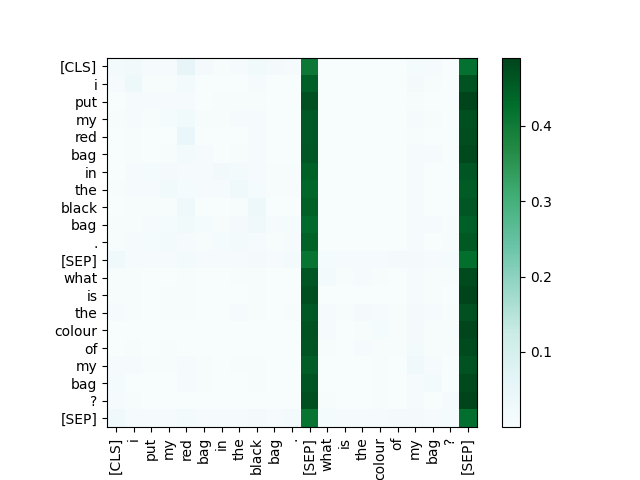 [CLS]
i
put
my
red
bag
in
the
black
bag
.
[SEP]
what
is
the
colour
of
my
bag
?
[SEP]
[CLS]
i
put
my
red
bag
in
the
black
bag
.
[SEP]
what
is
the
colour
of
my
bag
?
[SEP]
0.4
0.3
0.2
0.1